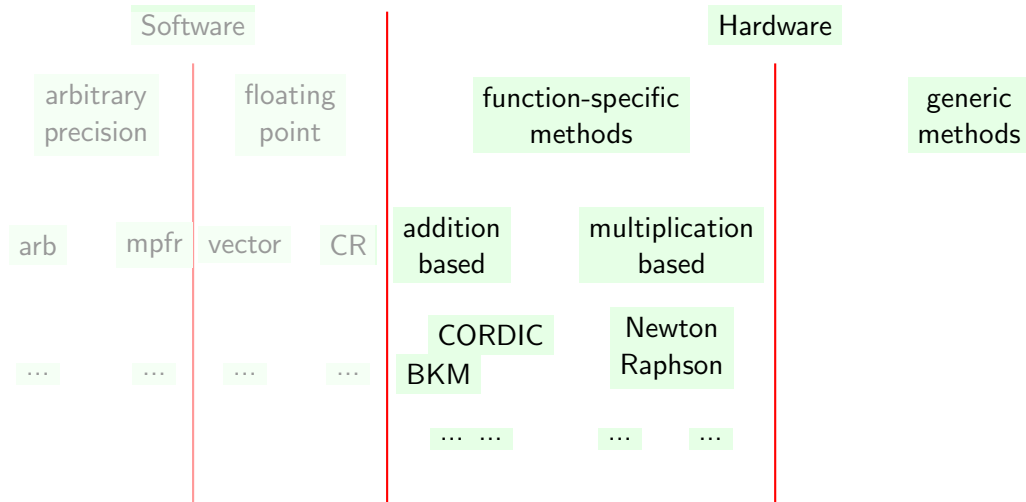 Software
Hardware
arbitrary
precision
floating
point
function-specific
methods
generic
methods
arb
mpfr
vector
CR
addition
based
multiplication
based
CORDIC
BKM
Newton
Raphson
...
...
...
...
... ...
...
...